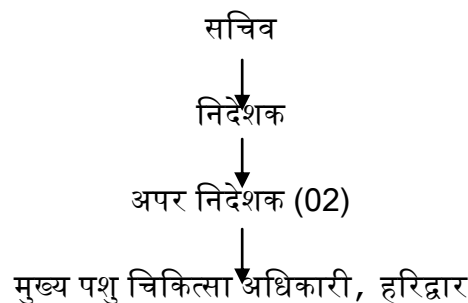 सचिव
निदेशक
अपर निदेशक (02)
मुख्य पशु चिकित्सा अधिकारी, हरिद्वार